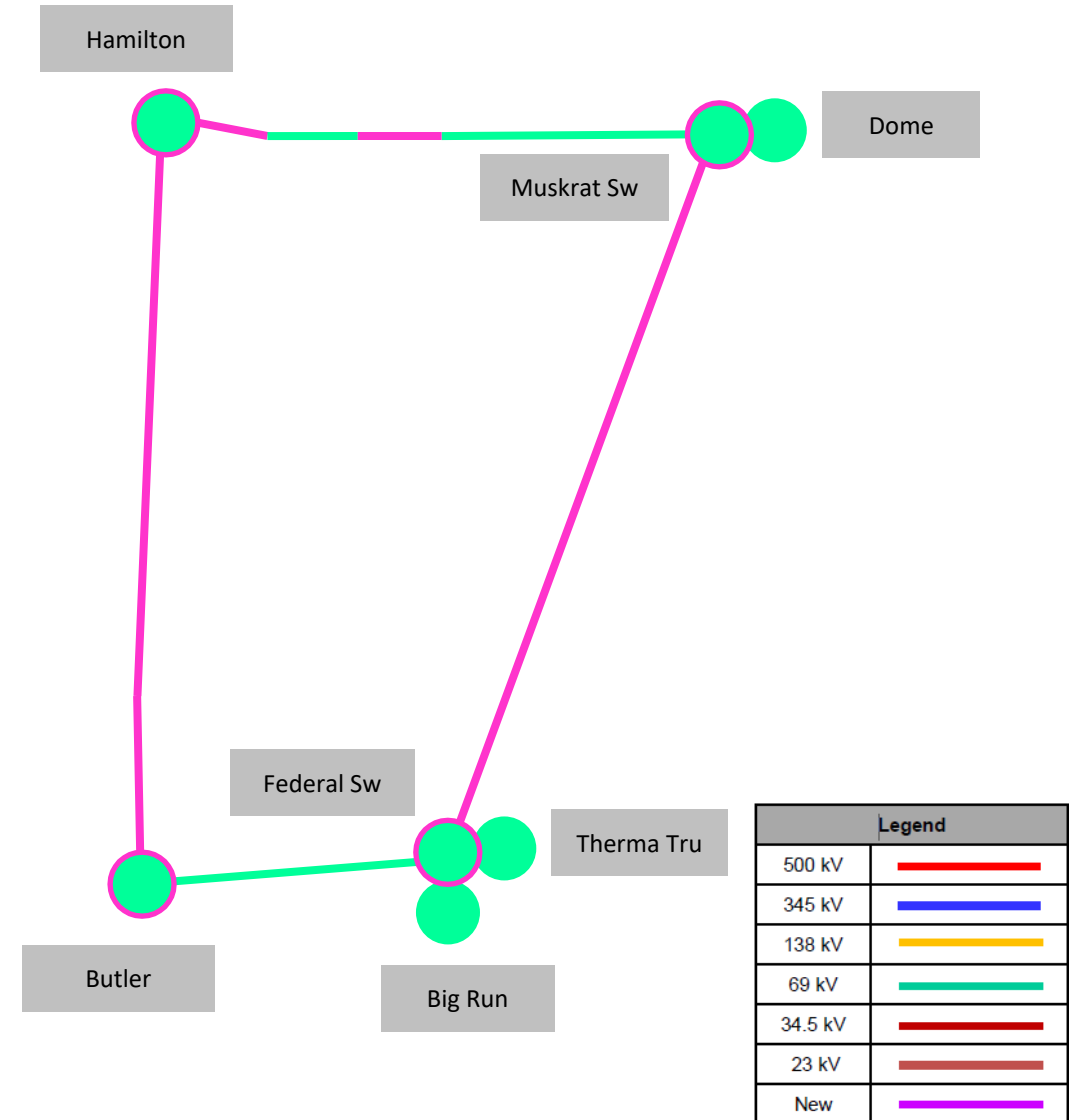 Hamilton
Dome
Muskrat Sw
Federal Sw
Therma Tru
Butler
Big Run
Legend
500 kV
345 kV
138 kV
69 kV
34.5 kV
23 kV
New